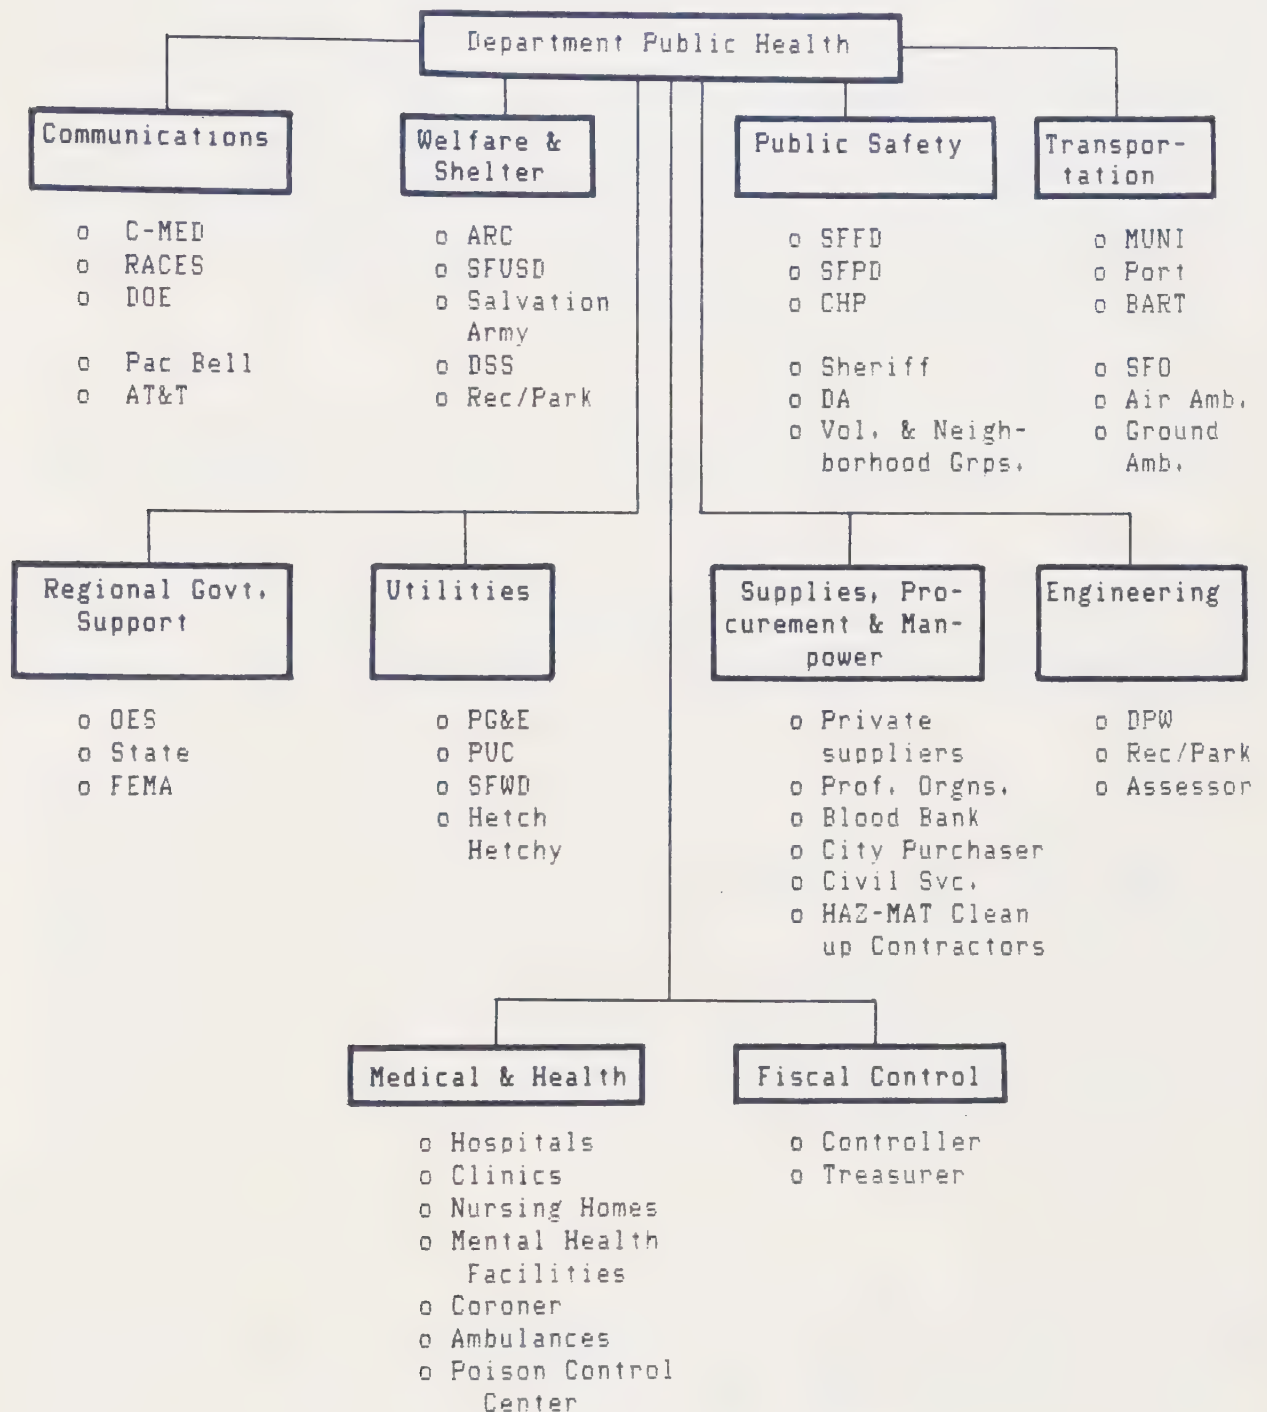 Department Public Health
Communications
o C-MED
o RACES
o DOE
o Pac Bell
o AT&T
Welfare &
Shelter
o ARC
o SFUSD
o Salvation
Army
o DSS
o Rec/Park
Public Safety
o SFFD
o SFPD
o CHP
o Sheriff
o DA
o Vol. & Neigh-
borhood Grps.
Transpor-
tation
o MUNI
o Port
o BART
o SFO
o Air Amb.
o Ground
Amb.
Regional Govt.
Support
o OES
o State
o FEMA
Utilities
o PG&E
o PUC
o SFWD
o Hetch
Hetchy
Supplies, Pro-
curement & Man-
power
o Private
suppliers
o Prof. Orgns.
o Blood Bank
o City Purchaser
o Civil Svc.
o HAZ-MAT Clean
up Contractors
Engineering
o DPW
o Rec/Park
o Assessor
Medical & Health
o Hospitals
o Clinics
o Nursing Homes
o Mental Health
Facilities
o Coroner
o Ambulances
o Poison Control
Center
Fiscal Control
o Controller
o Treasurer